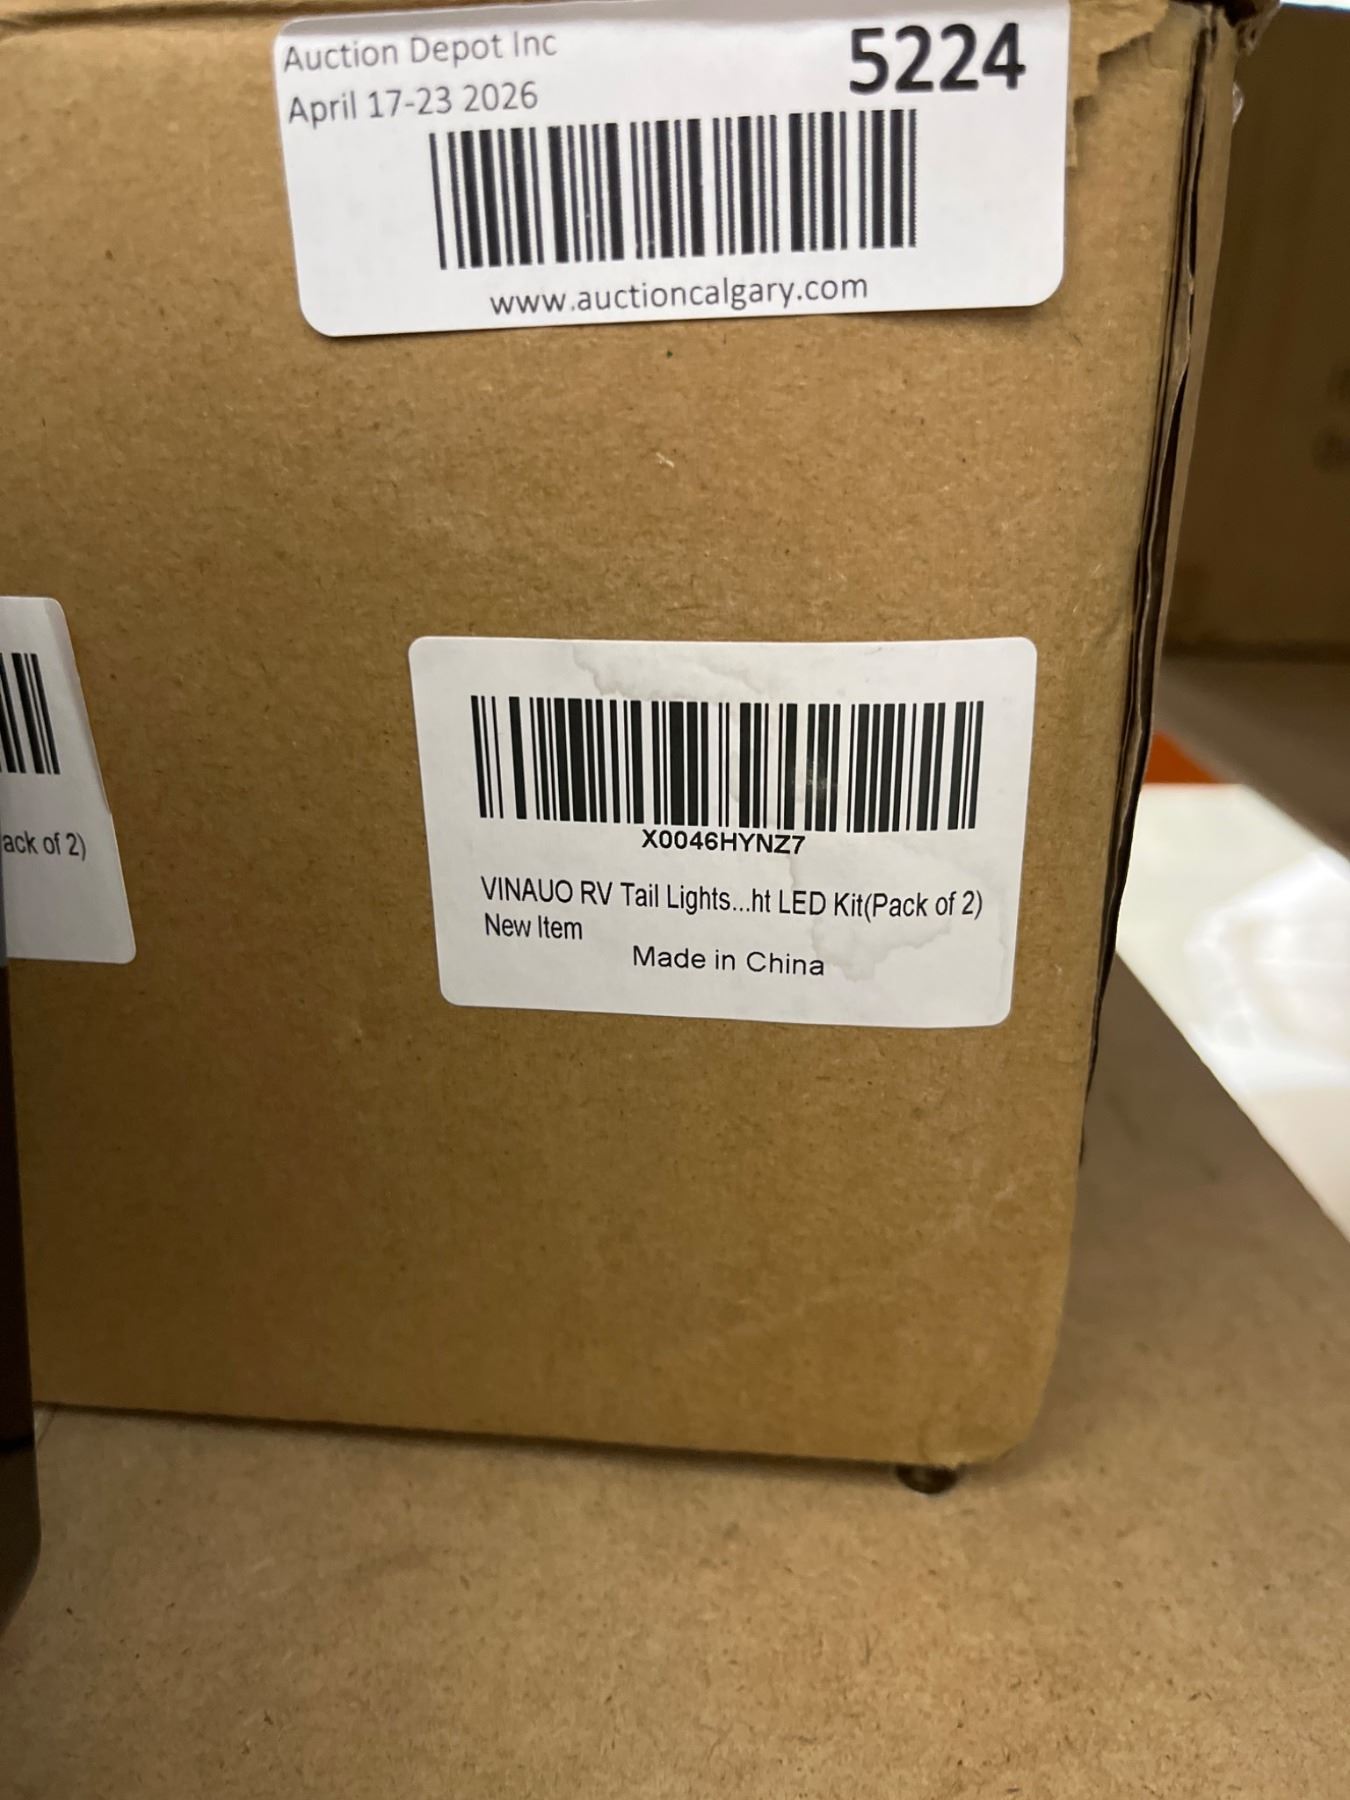 Auction Depot Inc
5224
April 17-23 2026
www.auctioncalgary.com
X0046HYNZ7
VINAUO RV Tail Lights...ht LED Kit(Pack of 2)
New Item
Made in China
ack of 2)